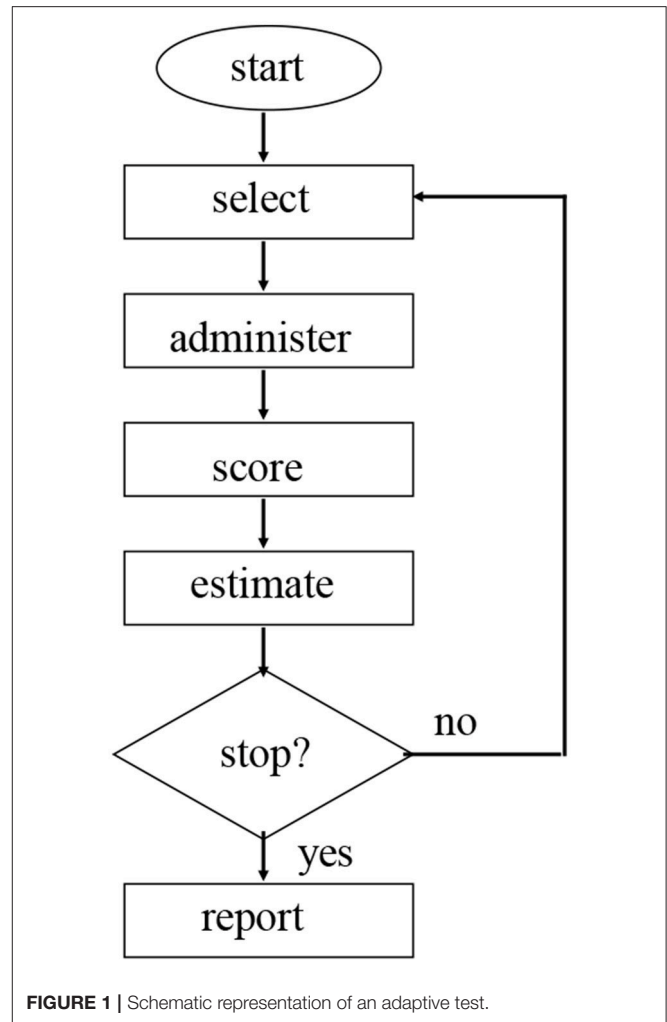 start
select
administer
score
estimate
stop?
no
yes
report
FIGURE 1 | Schematic representation of an adaptive test.